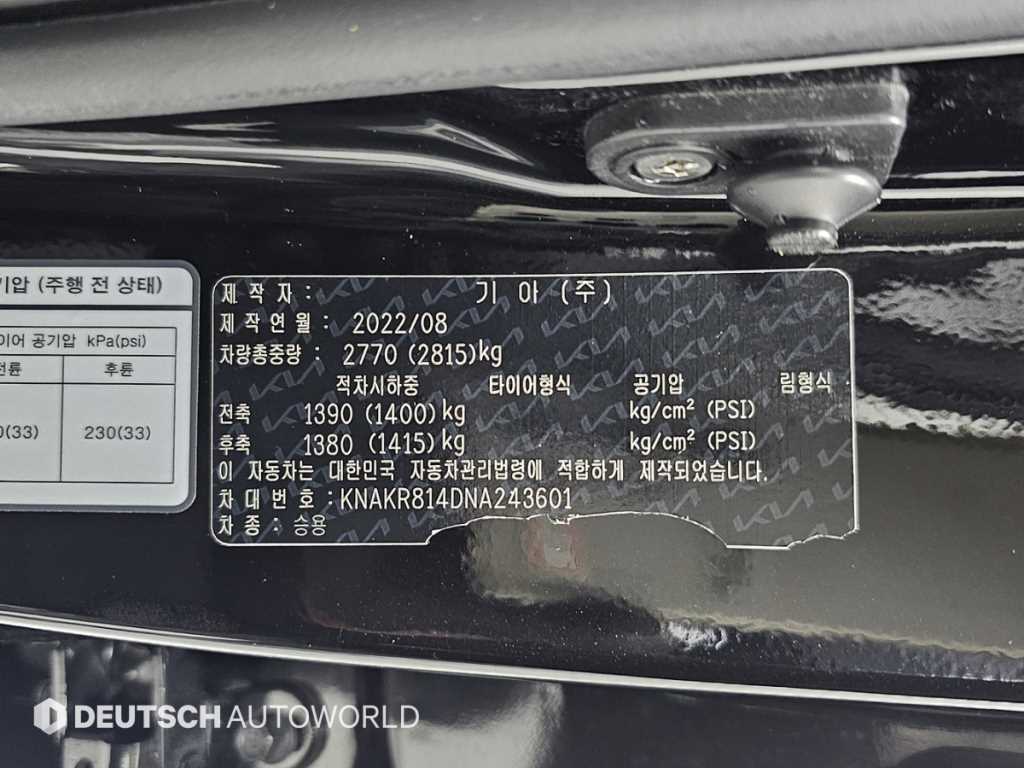 기압 (주행 전 상태)
이어 공기압 kPa(psi)
전륜 후륜
0(33) 230(33)
제 작 자 : 기 아 (주)
제 작 연 월 : 2022/08
차량총중량 : 2770 (2815)kg
적차시하중 타이어형식 공기압 림형식
전축 1390 (1400) kg kg/cm² (PSI)
후축 1380 (1415) kg kg/cm² (PSI)
이 자동차는 대한민국 자동차관리법령에 적합하게 제작되었습니다.
차 대 번 호 : KNAKR814DNA243601
차 종 : 승용
DEUTSCH AUTOWORLD